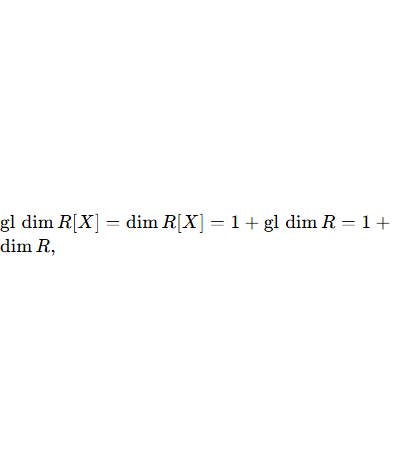 gl dim R[X] = dim R[X] = 1 + gl dim R = 1 +
dim R,